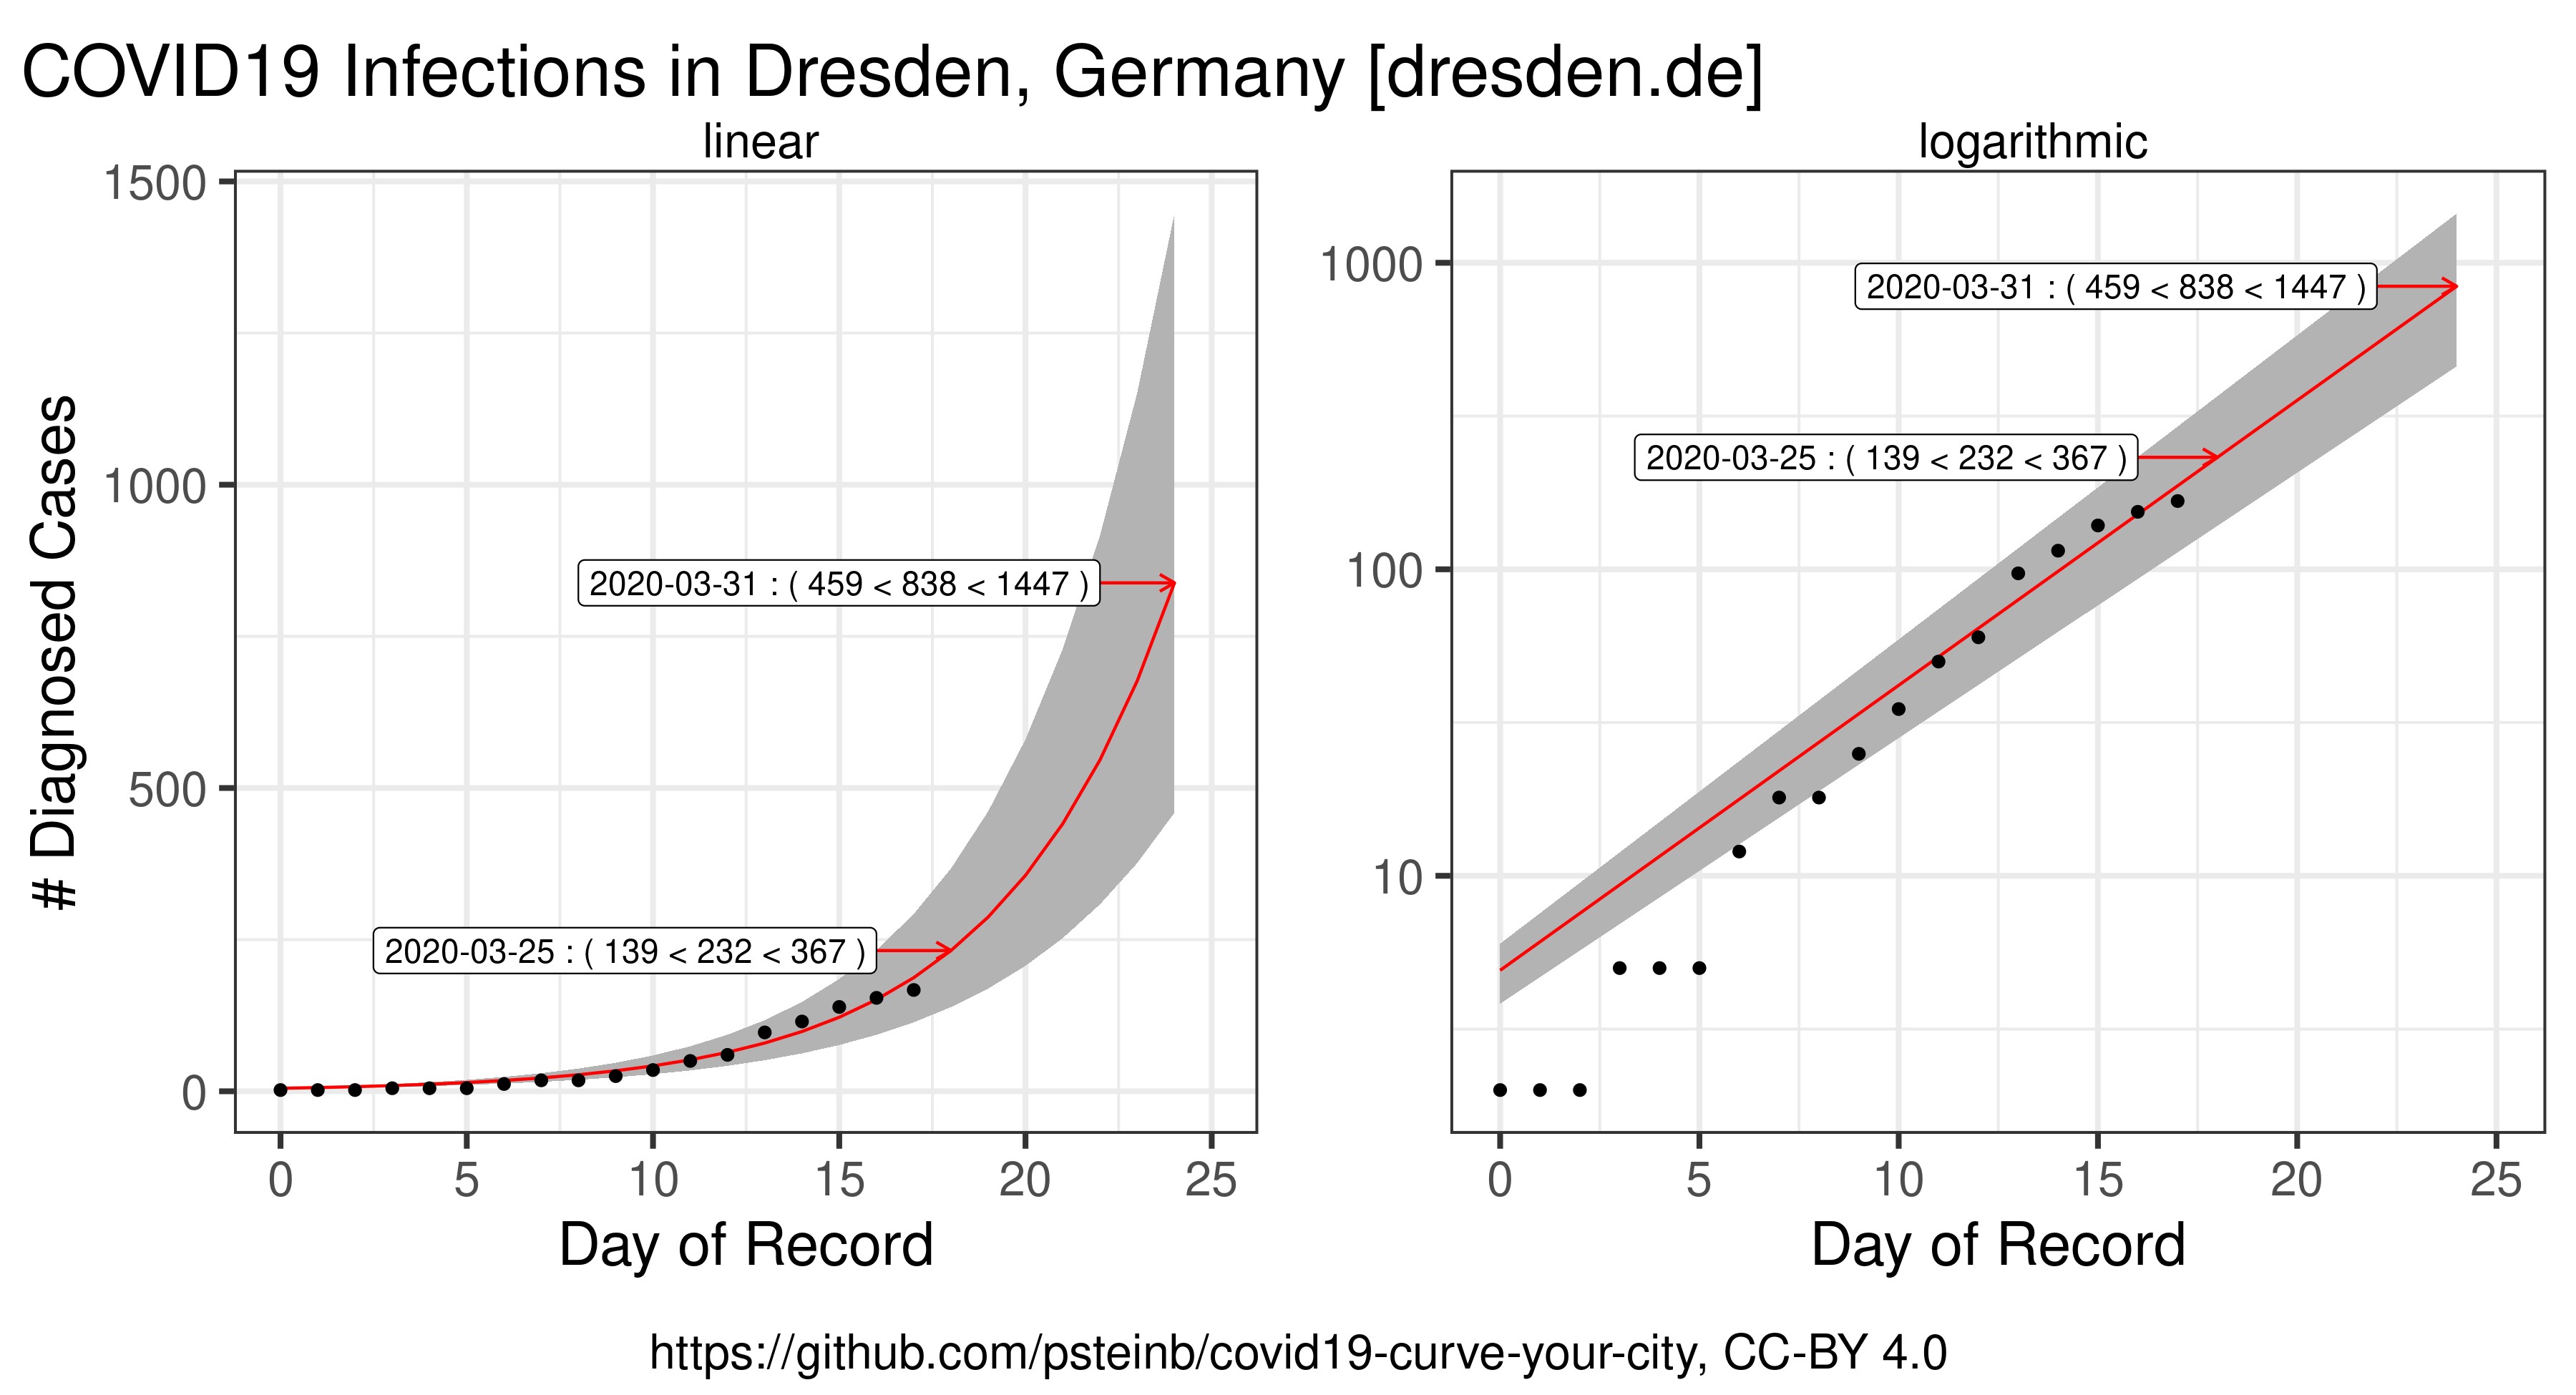 COVID19 Infections in Dresden, Germany [dresden.de]
linear
# Diagnosed Cases
1500
1000
500
0
2020-03-31 : ( 459 < 838 < 1447 )
2020-03-25 : ( 139 < 232 < 367 )
0 5 10 15 20 25
Day of Record
logarithmic
1000
100
10
2020-03-31 : ( 459 < 838 < 1447 )
2020-03-25 : ( 139 < 232 < 367 )
0 5 10 15 20 25
Day of Record
https://github.com/psteinb/covid19-curve-your-city, CC-BY 4.0